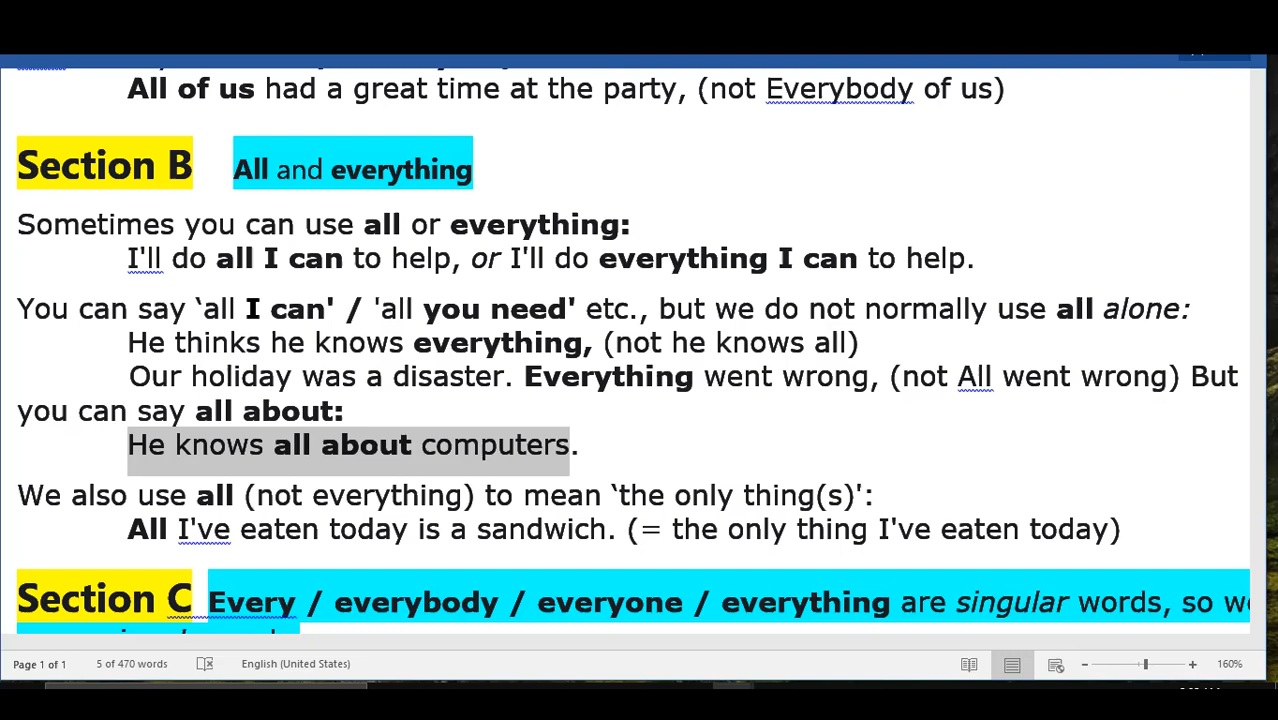 All of us had a great time at the party, (not Everybody of us)
Section B All and everything
Sometimes you can use all or everything:
I'll do all I can to help, or I'll do everything I can to help.
You can say ‘all I can' / 'all you need' etc., but we do not normally use all alone:
He thinks he knows everything, (not he knows all)
Our holiday was a disaster. Everything went wrong, (not All went wrong) But
you can say all about:
He knows all about computers.
We also use all (not everything) to mean ‘the only thing(s)':
All I've eaten today is a sandwich. (= the only thing I've eaten today)
Section C Every / everybody / everyone / everything are singular words, so we
Page 1 of 1 5 of 470 words English (United States) 160%